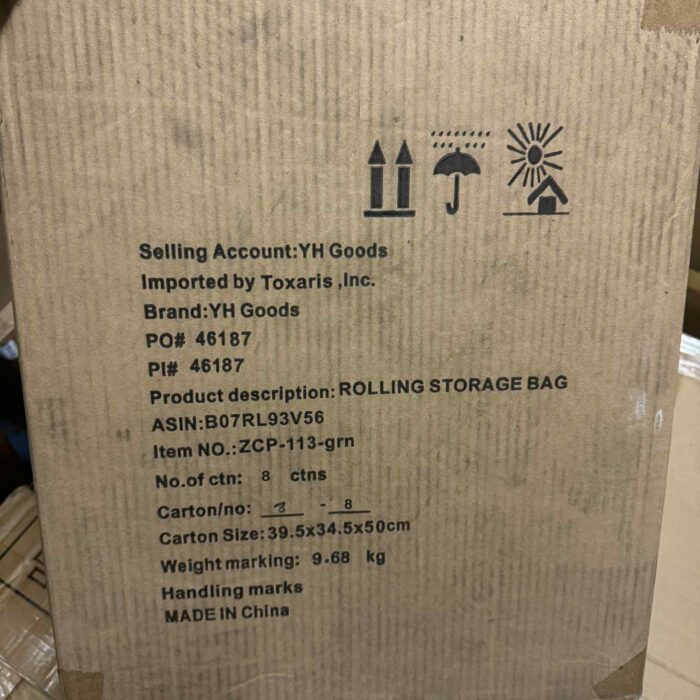 Selling Account:YH Goods
Imported by Toxaris ,Inc.
Brand:YH Goods
PO# 46187
PI# 46187
Product description:ROLLING STORAGE BAG
ASIN:B07RL93V56
Item NO.:ZCP-113-grn
No.of ctn: 8 ctns
Carton/no: 3 - 8
Carton Size:39.5x34.5x50cm
Weight marking: 9.68 kg
Handling marks
MADE IN China